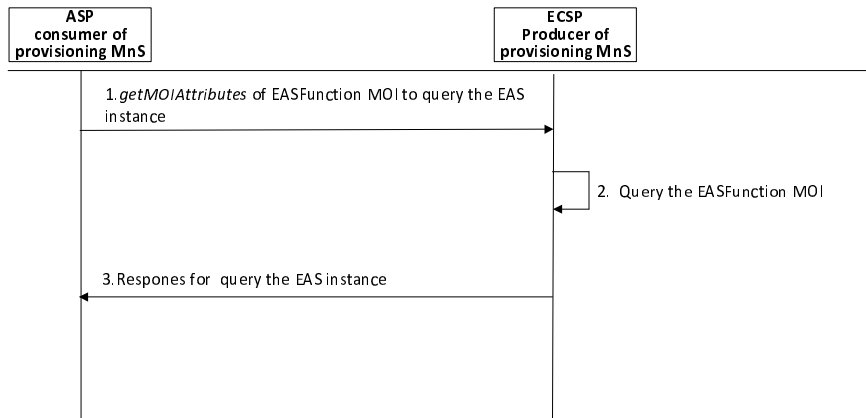 ASP
consumer of
provisioning MnS
ECSP
Producer of
provisioning MnS
1. getMOIAttributes of EASFunction MOI to query the EAS
instance
2. Query the EASFunction MOI
3. Respones for query the EAS instance